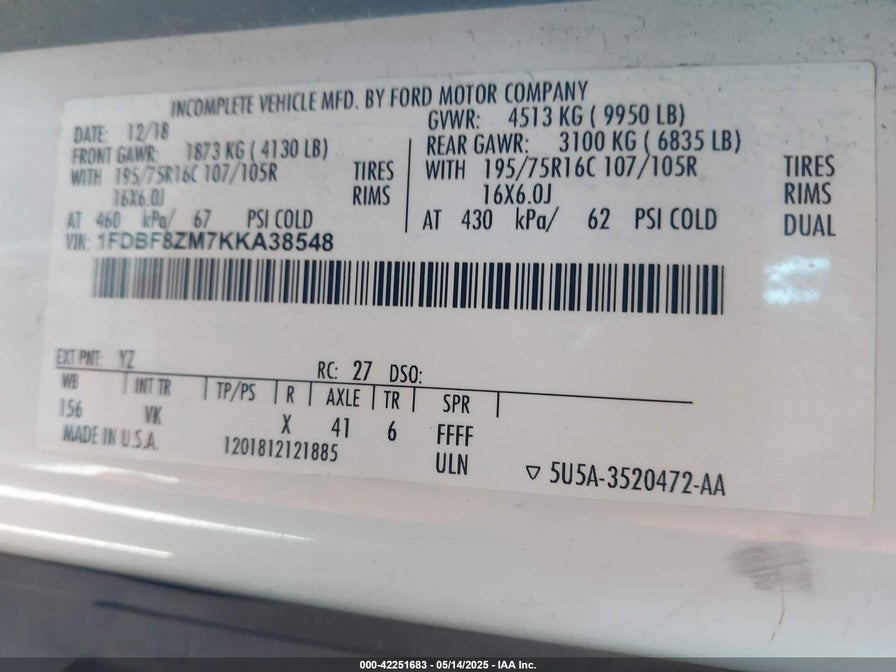 INCOMPLETE VEHICLE MFD. BY FORD MOTOR COMPANY
DATE: 12/18 GVWR: 4513 KG ( 9950 LB)
FRONT GAWR: 1873 KG ( 4130 LB) REAR GAWR: 3100 KG ( 6835 LB)
WITH 195/75R16C 107/105R TIRES WITH 195/75R16C 107/105R TIRES
16X6.0J RIMS 16X6.0J RIMS
AT 460 kPa/ 67 PSI COLD AT 430 kPa/ 62 PSI COLD DUAL
VIN: 1FDBF8ZM7KKA38548
EXT PNT: YZ RC: 27 DSO:
WB INT TR TP/PS R AXLE TR SPR
156 VK X 41 6 FFFF
MADE IN U.S.A. 1201812121885 ULN ▽ 5U5A-3520472-AA
000-42251683 - 05/14/2025 - IAA Inc.